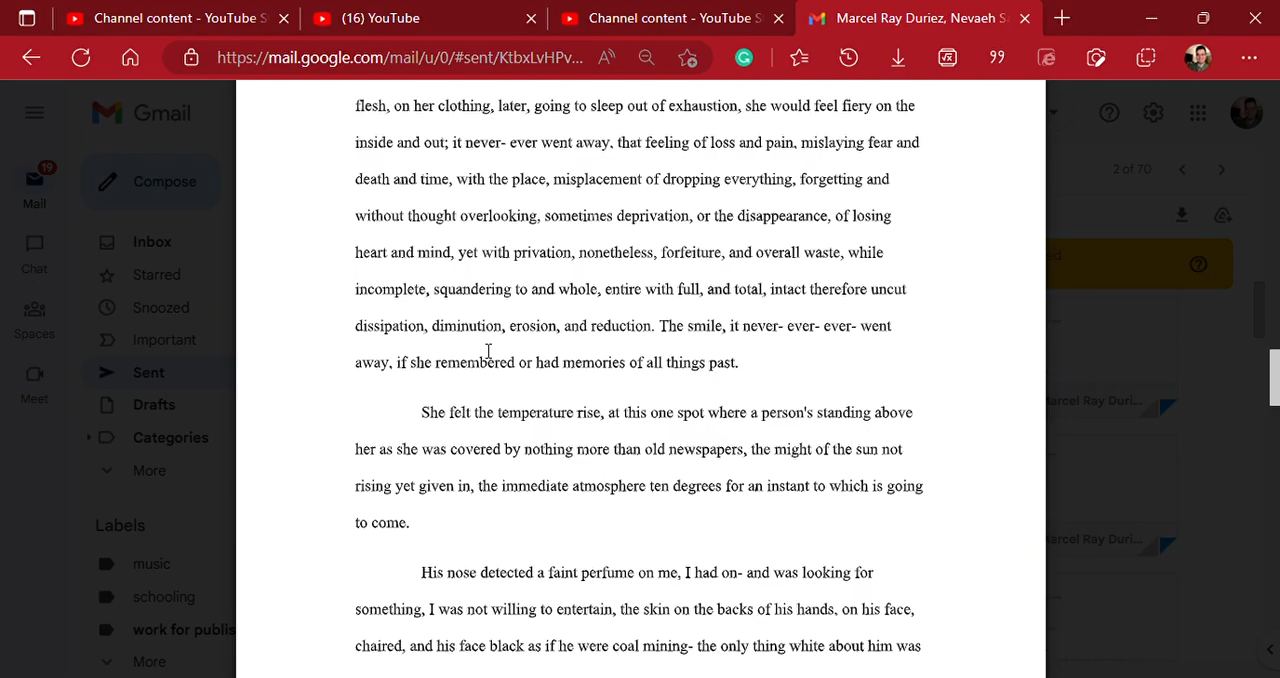 Channel content - YouTube S
(16) YouTube
Channel content - YouTube S
Marcel Ray Duriez, Nevaeh S
https://mail.google.com/mail/u/0/#sent/KtbxLvHPv...
Gmail
2 of 70
19
Mail
Chat
Spaces
Meet
Compose
Inbox
Starred
Snoozed
Important
Sent
Drafts
Categories
More
Labels
music
schooling
work for publis
More
Marcel Ray Duri...
arcel Ray Duri...
flesh, on her clothing, later, going to sleep out of exhaustion, she would feel fiery on the
inside and out; it never- ever went away, that feeling of loss and pain, mislaying fear and
death and time, with the place, misplacement of dropping everything, forgetting and
without thought overlooking, sometimes deprivation, or the disappearance, of losing
heart and mind, yet with privation, nonetheless, forfeiture, and overall waste, while
incomplete, squandering to and whole, entire with full, and total, intact therefore uncut
dissipation, diminution, erosion, and reduction. The smile, it never- ever- ever- went
away, if she remembered or had memories of all things past.
She felt the temperature rise, at this one spot where a person's standing above
her as she was covered by nothing more than old newspapers, the might of the sun not
rising yet given in, the immediate atmosphere ten degrees for an instant to which is going
to come.
His nose detected a faint perfume on me, I had on- and was looking for
something, I was not willing to entertain, the skin on the backs of his hands, on his face,
chaired, and his face black as if he were coal mining- the only thing white about him was